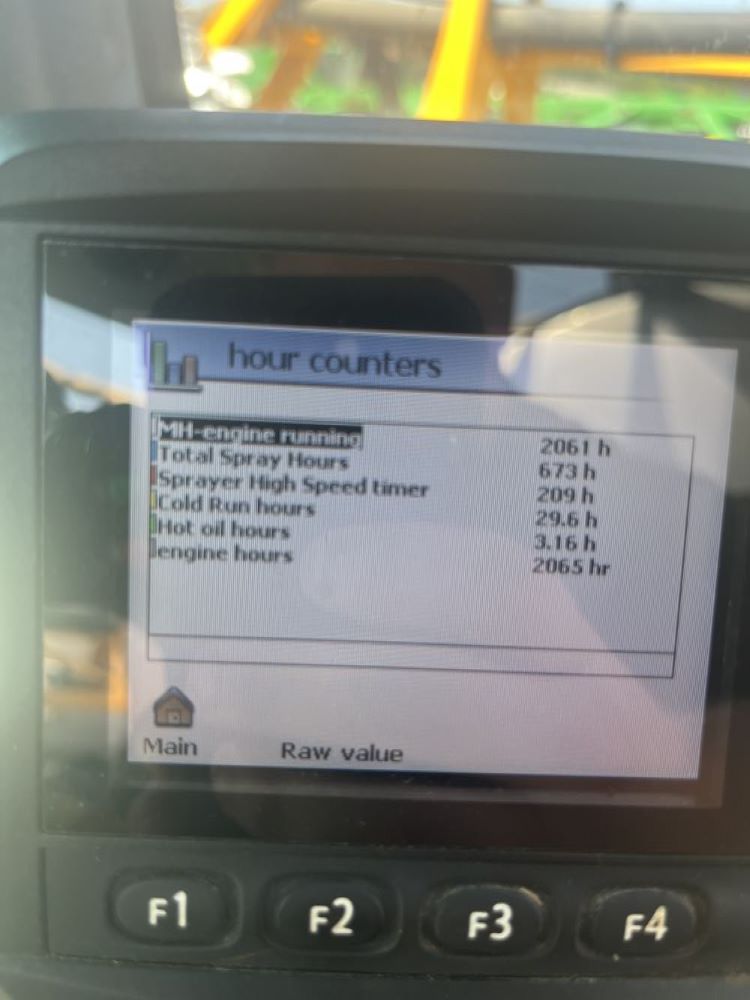 hour counters
MH-engine running 2061 h
Total Spray Hours 673 h
Sprayer High Speed timer 209 h
Cold Run hours 29.6 h
Hot oil hours 3.16 h
engine hours 2065 hr
Main Raw value
F1 F2 F3 F4